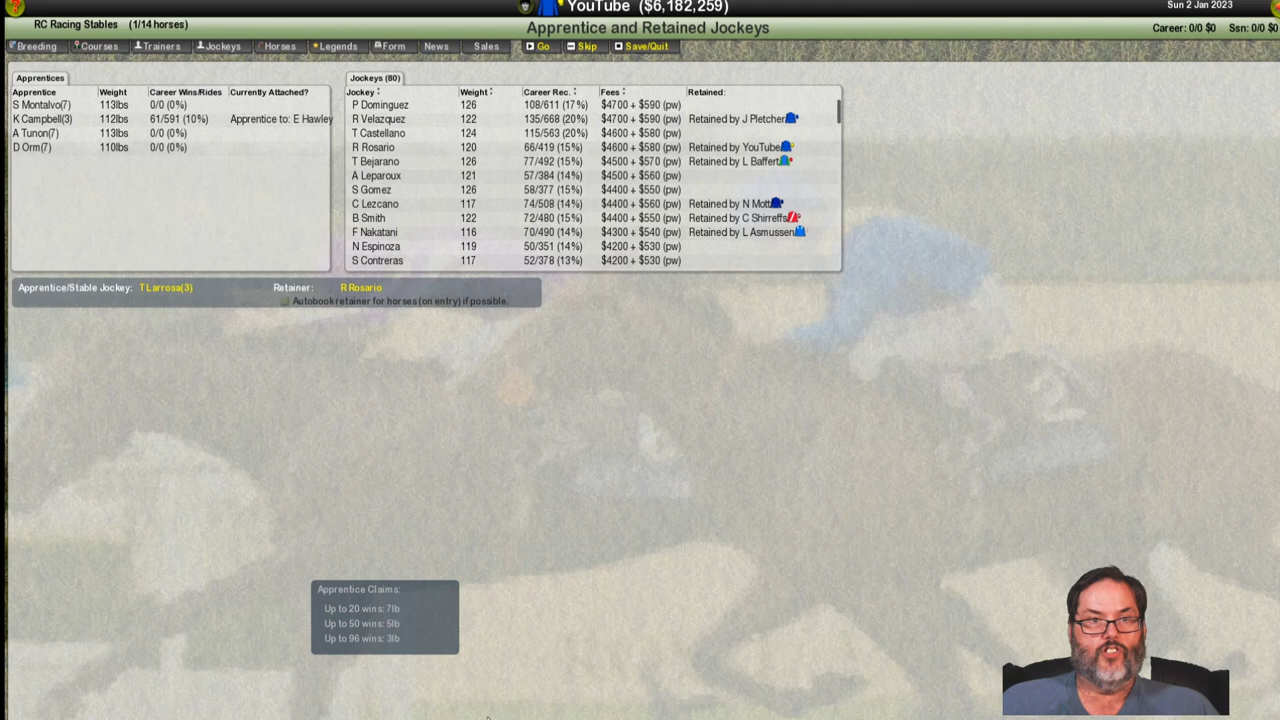 YouTube ($6,182,259)
Sun 2 Jan 2023
RC Racing Stables (1/14 horses)
Apprentice and Retained Jockeys
Career: 0/0 $0 Ssn: 0/0 $0
Breeding Courses Trainers Jockeys Horses Legends Form News Sales Go Skip Save/Quit
Apprentices
Apprentice Weight Career Wins/Rides Currently Attached?
S Montalvo(7) 113lbs 0/0 (0%)
K Campbell(3) 112lbs 61/591 (10%) Apprentice to: E Hawley
A Tunon(7) 113lbs 0/0 (0%)
D Orm(7) 110lbs 0/0 (0%)
Jockeys (80)
Jockey : Weight : Career Rec. : Fees : Retained:
P Dominguez 126 108/611 (17%) $4700 + $590 (pw)
R Velazquez 122 135/668 (20%) $4700 + $590 (pw) Retained by J Pletcher
T Castellano 124 115/563 (20%) $4600 + $580 (pw)
R Rosario 120 66/419 (15%) $4600 + $580 (pw) Retained by YouTube
T Bejarano 126 77/492 (15%) $4500 + $570 (pw) Retained by L Baffert
A Leparoux 121 57/384 (14%) $4500 + $560 (pw)
S Gomez 126 58/377 (15%) $4400 + $550 (pw)
C Lezcano 117 74/508 (14%) $4400 + $560 (pw) Retained by N Mott
B Smith 122 72/480 (15%) $4400 + $550 (pw) Retained by C Shirreffs
F Nakatani 116 70/490 (14%) $4300 + $540 (pw) Retained by L Asmussen
N Espinoza 119 50/351 (14%) $4200 + $530 (pw)
S Contreras 117 52/378 (13%) $4200 + $530 (pw)
Apprentice/Stable Jockey: T Larrosa(3) Retainer: R Rosario
Autobook retainer for horses (on entry) if possible.
Apprentice Claims:
Up to 20 wins: 7lb
Up to 50 wins: 5lb
Up to 96 wins: 3lb